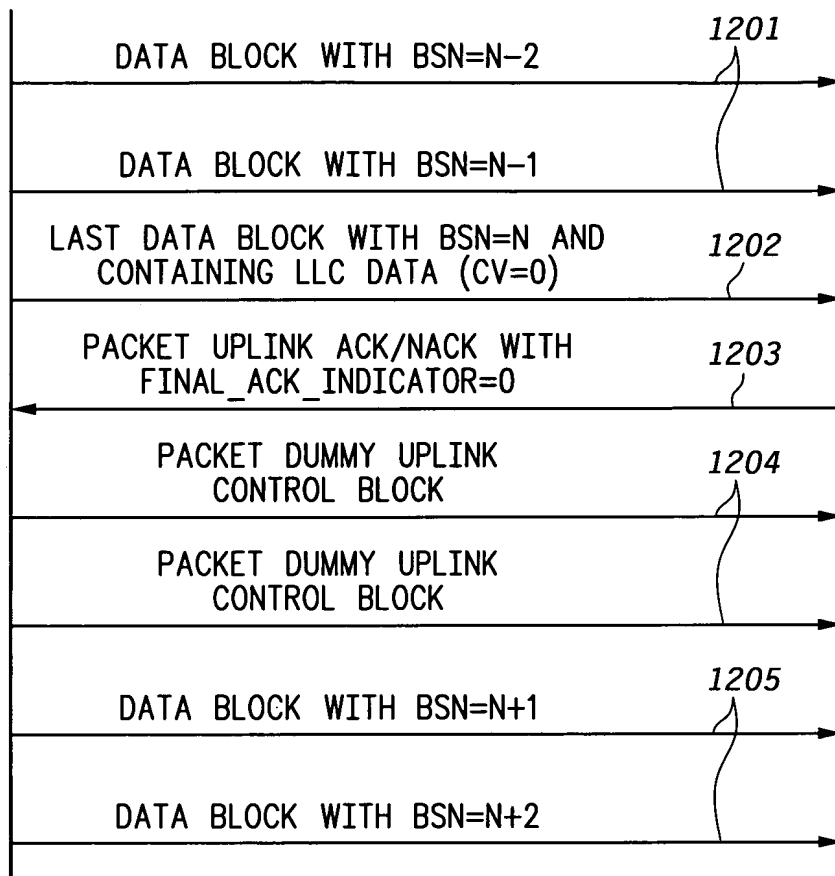 1201
DATA BLOCK WITH BSN=N-2
DATA BLOCK WITH BSN=N-1
LAST DATA BLOCK WITH BSN=N AND
CONTAINING LLC DATA (CV=0)
1202
PACKET UPLINK ACK/NACK WITH
FINAL_ACK_INDICATOR=0
1203
PACKET DUMMY UPLINK
CONTROL BLOCK
1204
PACKET DUMMY UPLINK
CONTROL BLOCK
1205
DATA BLOCK WITH BSN=N+1
DATA BLOCK WITH BSN=N+2